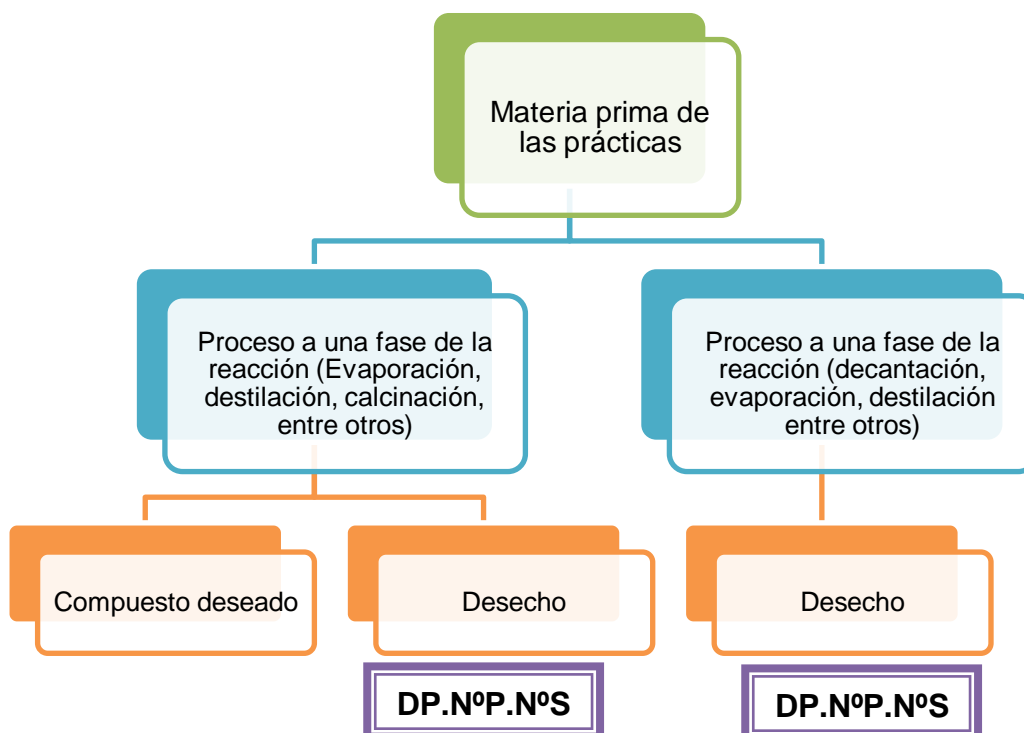 Materia prima de
las prácticas
Proceso a una fase de la
reacción (Evaporación,
destilación, calcinación,
entre otros)
Proceso a una fase de la
reacción (decantación,
evaporación, destilación
entre otros)
Compuesto deseado
Desecho
Desecho
DP.NºP.NºS
DP.NºP.NºS